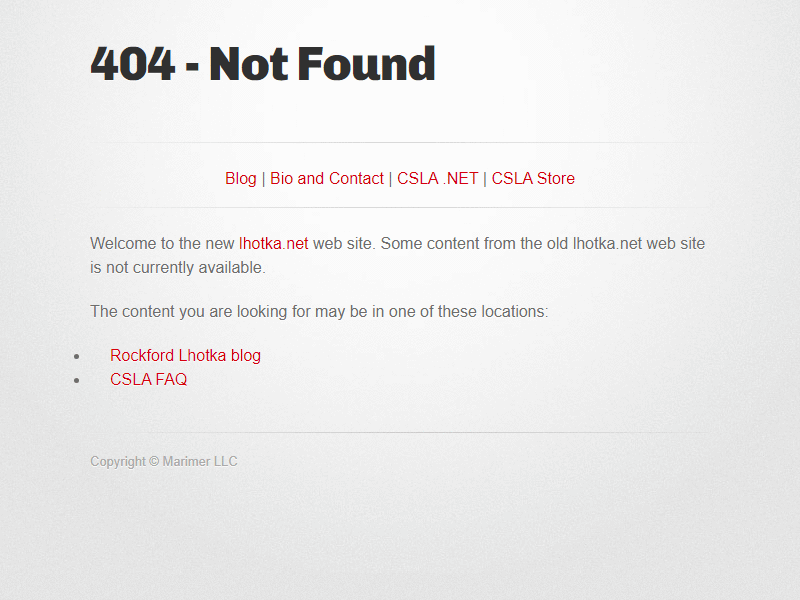 404 - Not Found
Blog | Bio and Contact | CSLA .NET | CSLA Store
Welcome to the new lhotka.net web site. Some content from the old lhotka.net web site
is not currently available.
The content you are looking for may be in one of these locations:
Rockford Lhotka blog
CSLA FAQ
Copyright © Marimer LLC